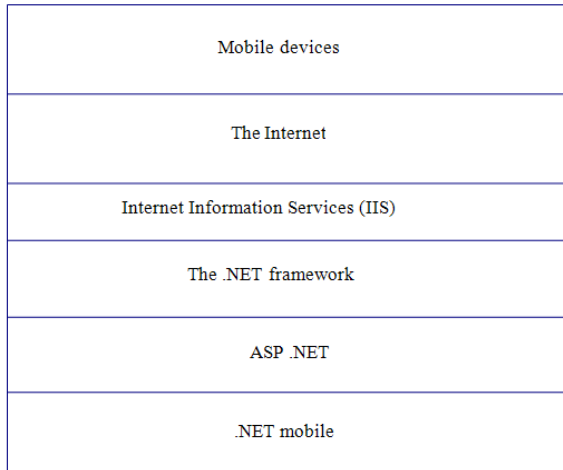 Mobile devices
The Internet
Internet Information Services (IIS)
The .NET framework
ASP .NET
.NET mobile